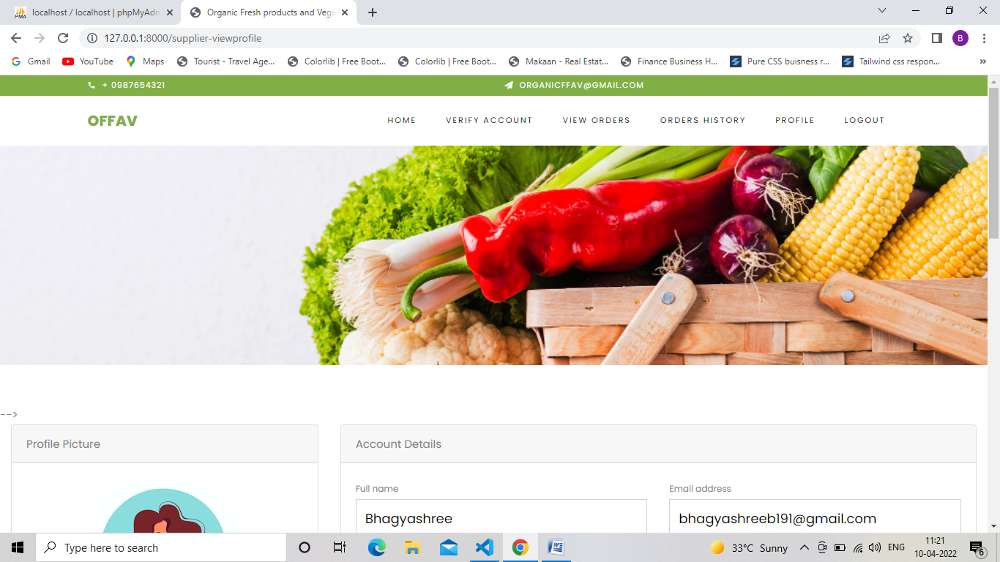 localhost / localhost | phpMyAdm
Organic Fresh products and Vege
127.0.0.1:8000/supplier-viewprofile
B
Gmail
YouTube
Maps
Tourist - Travel Age...
Colorlib | Free Boot...
Colorlib | Free Boot...
Makaan - Real Estat...
Finance Business H...
Pure CSS buisness r...
Tailwind css respon...
»
+ 0987654321
ORGANICFFAV@GMAIL.COM
OFFAV
HOME
VERIFY ACCOUNT
VIEW ORDERS
ORDERS HISTORY
PROFILE
LOGOUT
-->
Profile Picture
Account Details
Full name
Email address
Bhagyashree
bhagyashreeb191@gmail.com
Type here to search
33°C Sunny
ENG
11:21
10-04-2022
6